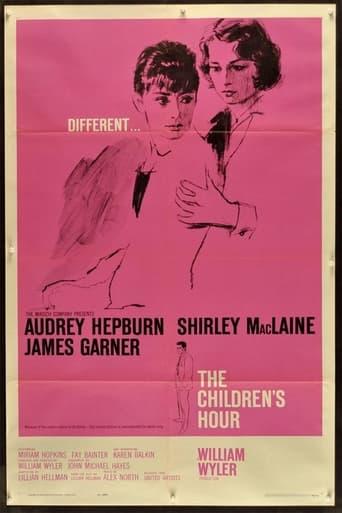 DIFFERENT...
THE MIRISCH COMPANY PRESENTS
AUDREY HEPBURN SHIRLEY MACLAINE
JAMES GARNER
THE
CHILDREN'S
HOUR
MIRIAM HOPKINS FAY BAINTER KAREN BALKIN
WILLIAM WYLER JOHN MICHAEL HAYES
LILLIAN HELLMAN ALEX NORTH UNITED ARTISTS
WILLIAM
WYLER
PRODUCTION